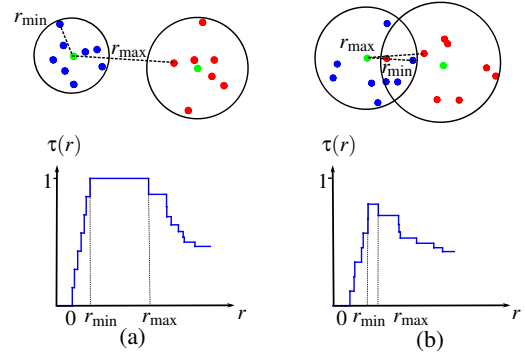 r_min
r_max
r_max
r_min
τ(r)
τ(r)
1
1
0 r_min r_max r
0 r_min r_max r
(a)
(b)